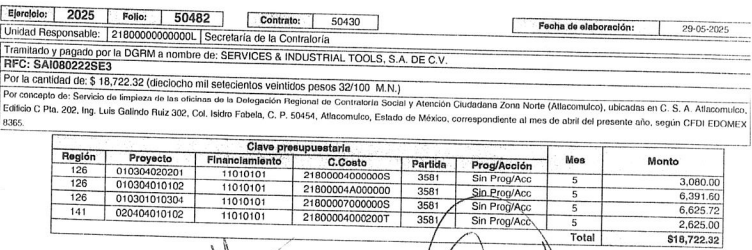 Ejercicio: 2025 Folio: 50482 Contrato: 50430 Fecha de elaboración: 29-05-2025
Unidad Responsable: 21800000000000L Secretaría de la Contraloría
Tramitado y pagado por la DGRM a nombre de: SERVICES & INDUSTRIAL TOOLS, S.A. DE C.V.
RFC: SAI080222SE3
Por la cantidad de: $ 18,722.32 (dieciocho mil setecientos veintidos pesos 32/100 M.N.)
Por concepto de: Servicio de limpieza de las oficinas de la Delegación Regional de Contraloría Social y Atención Ciudadana Zona Norte (Atlacomulco), ubicadas en C. S. A. Atlacomulco,
Edificio C Pta. 202, Ing. Luis Galindo Ruiz 302, Col. Isidro Fabela, C. P. 50454, Atlacomulco, Estado de México, correspondiente al mes de abril del presente año, según CFDI EDOMEX
8365.
Clave presupuestaria Mes Monto
Región Proyecto Financiamiento C.Costo Partida Prog/Acción
126 010304020201 11010101 21800004000000S 3581 Sin Prog/Acc 5 3,080.00
126 010304010102 11010101 21800004A000000 3581 Sin Prog/Acc 5 6,391.60
126 010301010304 11010101 21800007000000S 3581 Sin Prog/Acc 5 6,625.72
141 020404010102 11010101 21800004000200T 3581 Sin Prog/Acc 5 2,625.00
Total $18,722.32